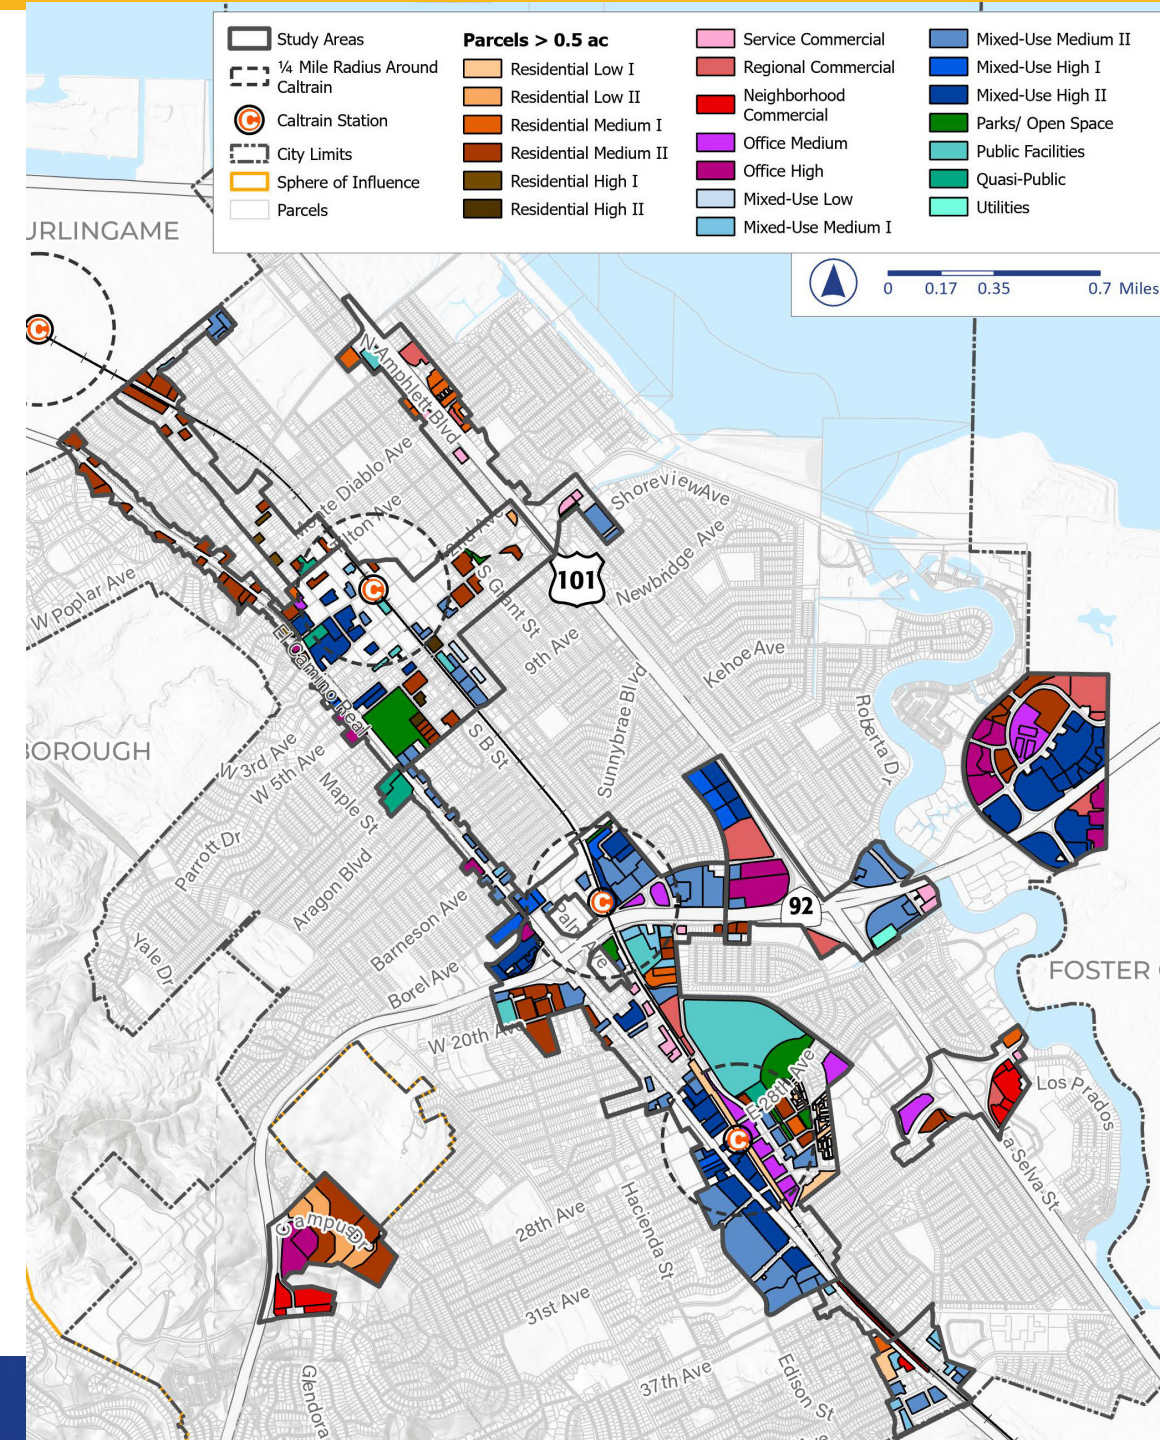 Study Areas
¼ Mile Radius Around
Caltrain
Caltrain Station
City Limits
Sphere of Influence
Parcels
Parcels > 0.5 ac
Residential Low I
Residential Low II
Residential Medium I
Residential Medium II
Residential High I
Residential High II
Service Commercial
Regional Commercial
Neighborhood
Commercial
Office Medium
Office High
Mixed-Use Low
Mixed-Use Medium I
Mixed-Use Medium II
Mixed-Use High I
Mixed-Use High II
Parks/ Open Space
Public Facilities
Quasi-Public
Utilities
0 0.17 0.35 0.7 Miles
URLINGAME
N Amphlett Blvd
Monte Diablo Ave
ilton Ave
2nd Ave
Shoreview Ave
Newbridge Ave
101
S Grant St
9th Ave
Kehoe Ave
W Poplar Ave
El Camino Real
Sunnybrae Blvd
Roberta Dr
BOROUGH
W 3rd Ave
W 5th Ave
Maple St
S B St
Parrott Dr
Aragon Blvd
Barneson Ave
Palm Ave
92
Yale Dr
Borel Ave
FOSTER
W 20th Ave
E 28th Ave
Los Prados
La Selva St
Campus Dr
28th Ave
Hacienda St
31st Ave
37th Ave
Edison St
Glendora
C
C
C
C
C